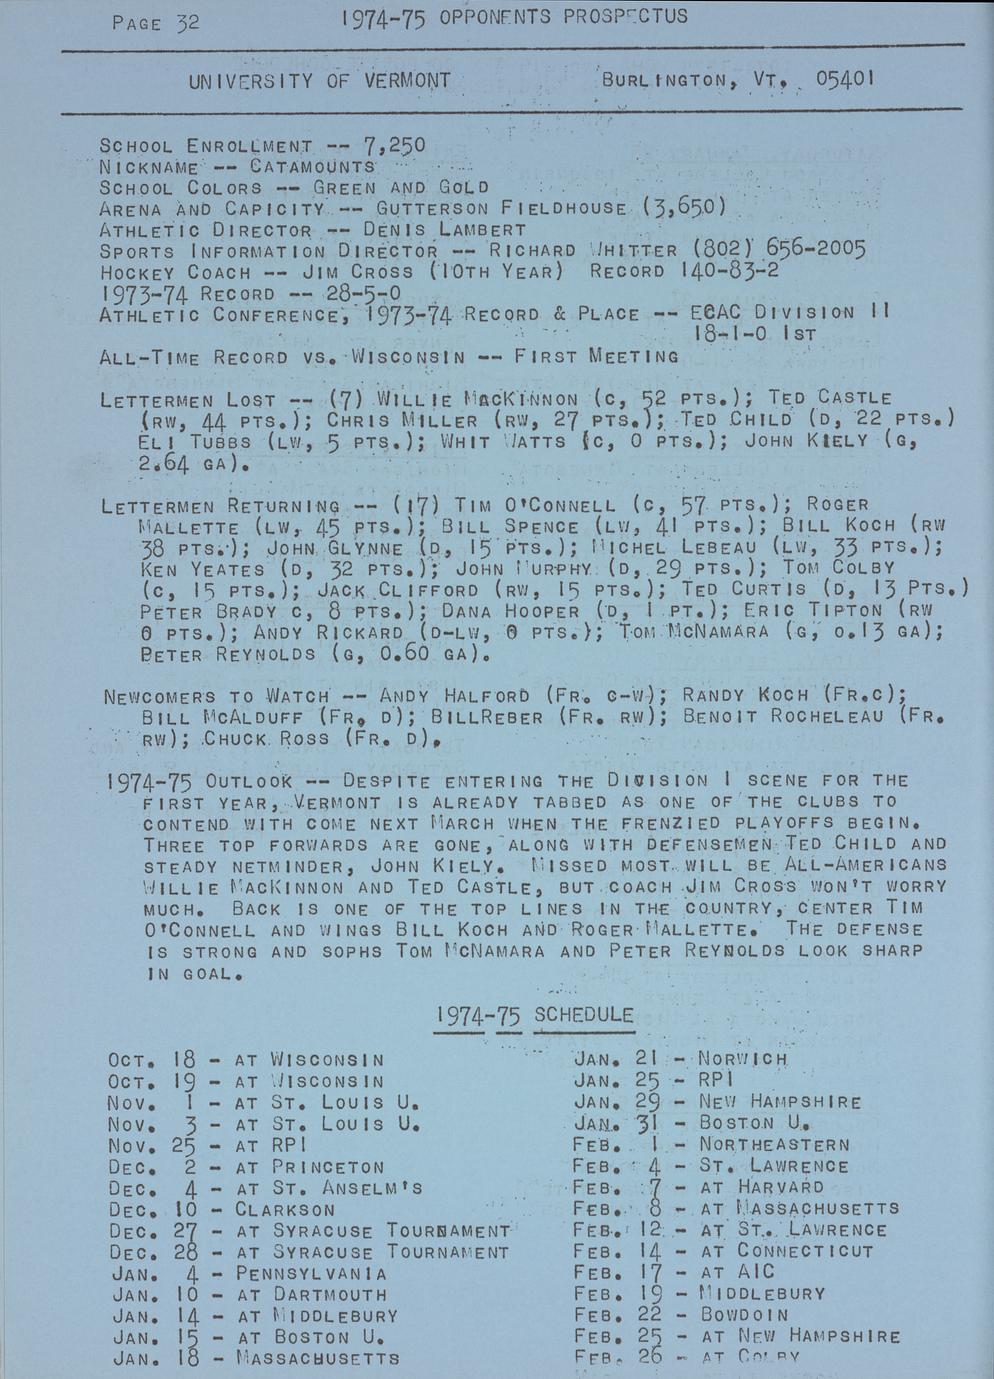 PAGE 32 1974-75 OPPONENTS PROSPECTUS
UNIVERSITY OF VERMONT BURLINGTON, VT. 05401
SCHOOL ENROLLMENT -- 7,250
NICKNAME -- CATAMOUNTS
SCHOOL COLORS -- GREEN AND GOLD
ARENA AND CAPICITY -- GUTTERSON FIELDHOUSE (3,650)
ATHLETIC DIRECTOR -- DENIS LAMBERT
SPORTS INFORMATION DIRECTOR -- RICHARD WHITTER (802) 656-2005
HOCKEY COACH -- JIM CROSS (10TH YEAR) RECORD 140-83-2
1973-74 RECORD -- 28-5-0
ATHLETIC CONFERENCE, 1973-74 RECORD & PLACE -- ECAC DIVISION II
18-1-0 1ST
ALL-TIME RECORD VS. WISCONSIN -- FIRST MEETING
LETTERMEN LOST -- (7) WILLIE MACKINNON (C, 52 PTS.); TED CASTLE
(RW, 44 PTS.); CHRIS MILLER (RW, 27 PTS.); TED CHILD (D, 22 PTS.)
ELI TUBBS (LW, 5 PTS.); WHIT WATTS (C, 0 PTS.); JOHN KIELY (G,
2.64 GA).
LETTERMEN RETURNING -- (17) TIM O'CONNELL (C, 57 PTS.); ROGER
MALLETTE (LW, 45 PTS.); BILL SPENCE (LW, 41 PTS.); BILL KOCH (RW
38 PTS.); JOHN GLYNNE (D, 15 PTS.); MICHEL LEBEAU (LW, 33 PTS.);
KEN YEATES (D, 32 PTS.); JOHN MURPHY (D, 29 PTS.); TOM COLBY
(C, 15 PTS.); JACK CLIFFORD (RW, 15 PTS.); TED CURTIS (D, 13 PTS.)
PETER BRADY C, 8 PTS.); DANA HOOPER (D, 1 PT.); ERIC TIPTON (RW
0 PTS.); ANDY RICKARD (D-LW, 0 PTS.); TOM MCNAMARA (G, 0.13 GA);
PETER REYNOLDS (G, 0.60 GA).
NEWCOMERS TO WATCH -- ANDY HALFORD (FR. C-W); RANDY KOCH (FR.C);
BILL MCALDUFF (FR, D); BILLREBER (FR. RW); BENOIT ROCHELEAU (FR.
RW); CHUCK ROSS (FR. D).
1974-75 OUTLOOK -- DESPITE ENTERING THE DIVISION I SCENE FOR THE
FIRST YEAR, VERMONT IS ALREADY TABBED AS ONE OF THE CLUBS TO
CONTEND WITH COME NEXT MARCH WHEN THE FRENZIED PLAYOFFS BEGIN.
THREE TOP FORWARDS ARE GONE, ALONG WITH DEFENSEMEN TED CHILD AND
STEADY NETMINDER, JOHN KIELY. MISSED MOST WILL BE ALL-AMERICANS
WILLIE MACKINNON AND TED CASTLE, BUT COACH JIM CROSS WON'T WORRY
MUCH. BACK IS ONE OF THE TOP LINES IN THE COUNTRY, CENTER TIM
O'CONNELL AND WINGS BILL KOCH AND ROGER MALLETTE. THE DEFENSE
IS STRONG AND SOPHS TOM MCNAMARA AND PETER REYNOLDS LOOK SHARP
IN GOAL.
1974-75 SCHEDULE
OCT. 18 - AT WISCONSIN
OCT. 19 - AT WISCONSIN
NOV. 1 - AT ST. LOUIS U.
NOV. 3 - AT ST. LOUIS U.
NOV. 25 - AT RPI
DEC. 2 - AT PRINCETON
DEC. 4 - AT ST. ANSELM'S
DEC. 10 - CLARKSON
DEC. 27 - AT SYRACUSE TOURNAMENT
DEC. 28 - AT SYRACUSE TOURNAMENT
JAN. 4 - PENNSYLVANIA
JAN. 10 - AT DARTMOUTH
JAN. 14 - AT MIDDLEBURY
JAN. 15 - AT BOSTON U.
JAN. 18 - MASSACHUSETTS
JAN. 21 - NORWICH
JAN. 25 - RPI
JAN. 29 - NEW HAMPSHIRE
JAN. 31 - BOSTON U.
FEB. 1 - NORTHEASTERN
FEB. 4 - ST. LAWRENCE
FEB. 7 - AT HARVARD
FEB. 8 - AT MASSACHUSETTS
FEB. 12 - AT ST. LAWRENCE
FEB. 14 - AT CONNECTICUT
FEB. 17 - AT AIC
FEB. 19 - MIDDLEBURY
FEB. 22 - BOWDOIN
FEB. 25 - AT NEW HAMPSHIRE
FEB. 26 - AT COLBY